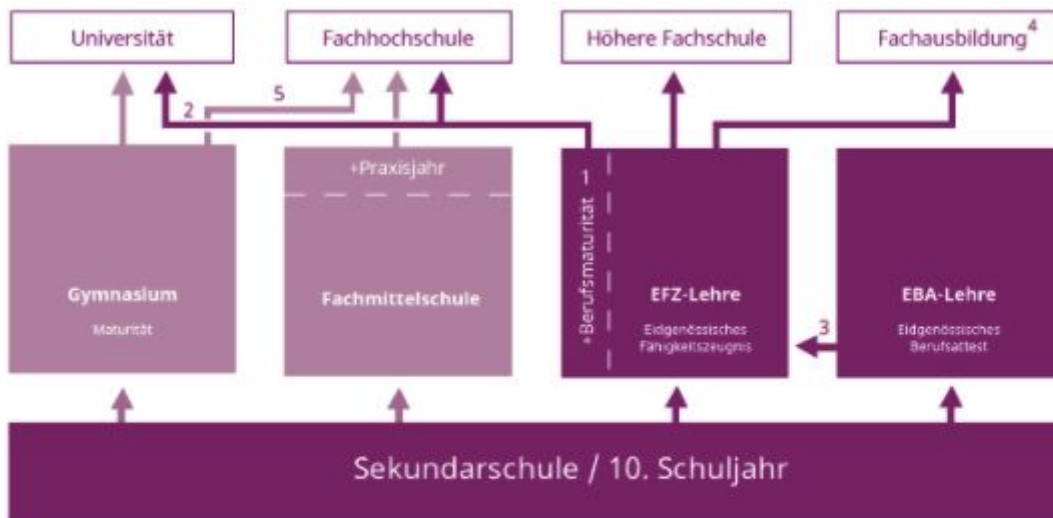 Universität
Fachhochschule
Höhere Fachschule
Fachausbildung⁴
5
2
+Praxisjahr
+Berufsmaturität 1
Gymnasium
Maturität
Fachmittelschule
EFZ-Lehre
Eidgenössisches
Fähigkeitszeugnis
3
EBA-Lehre
Eidgenössisches
Berufsattest
Sekundarschule / 10. Schuljahr